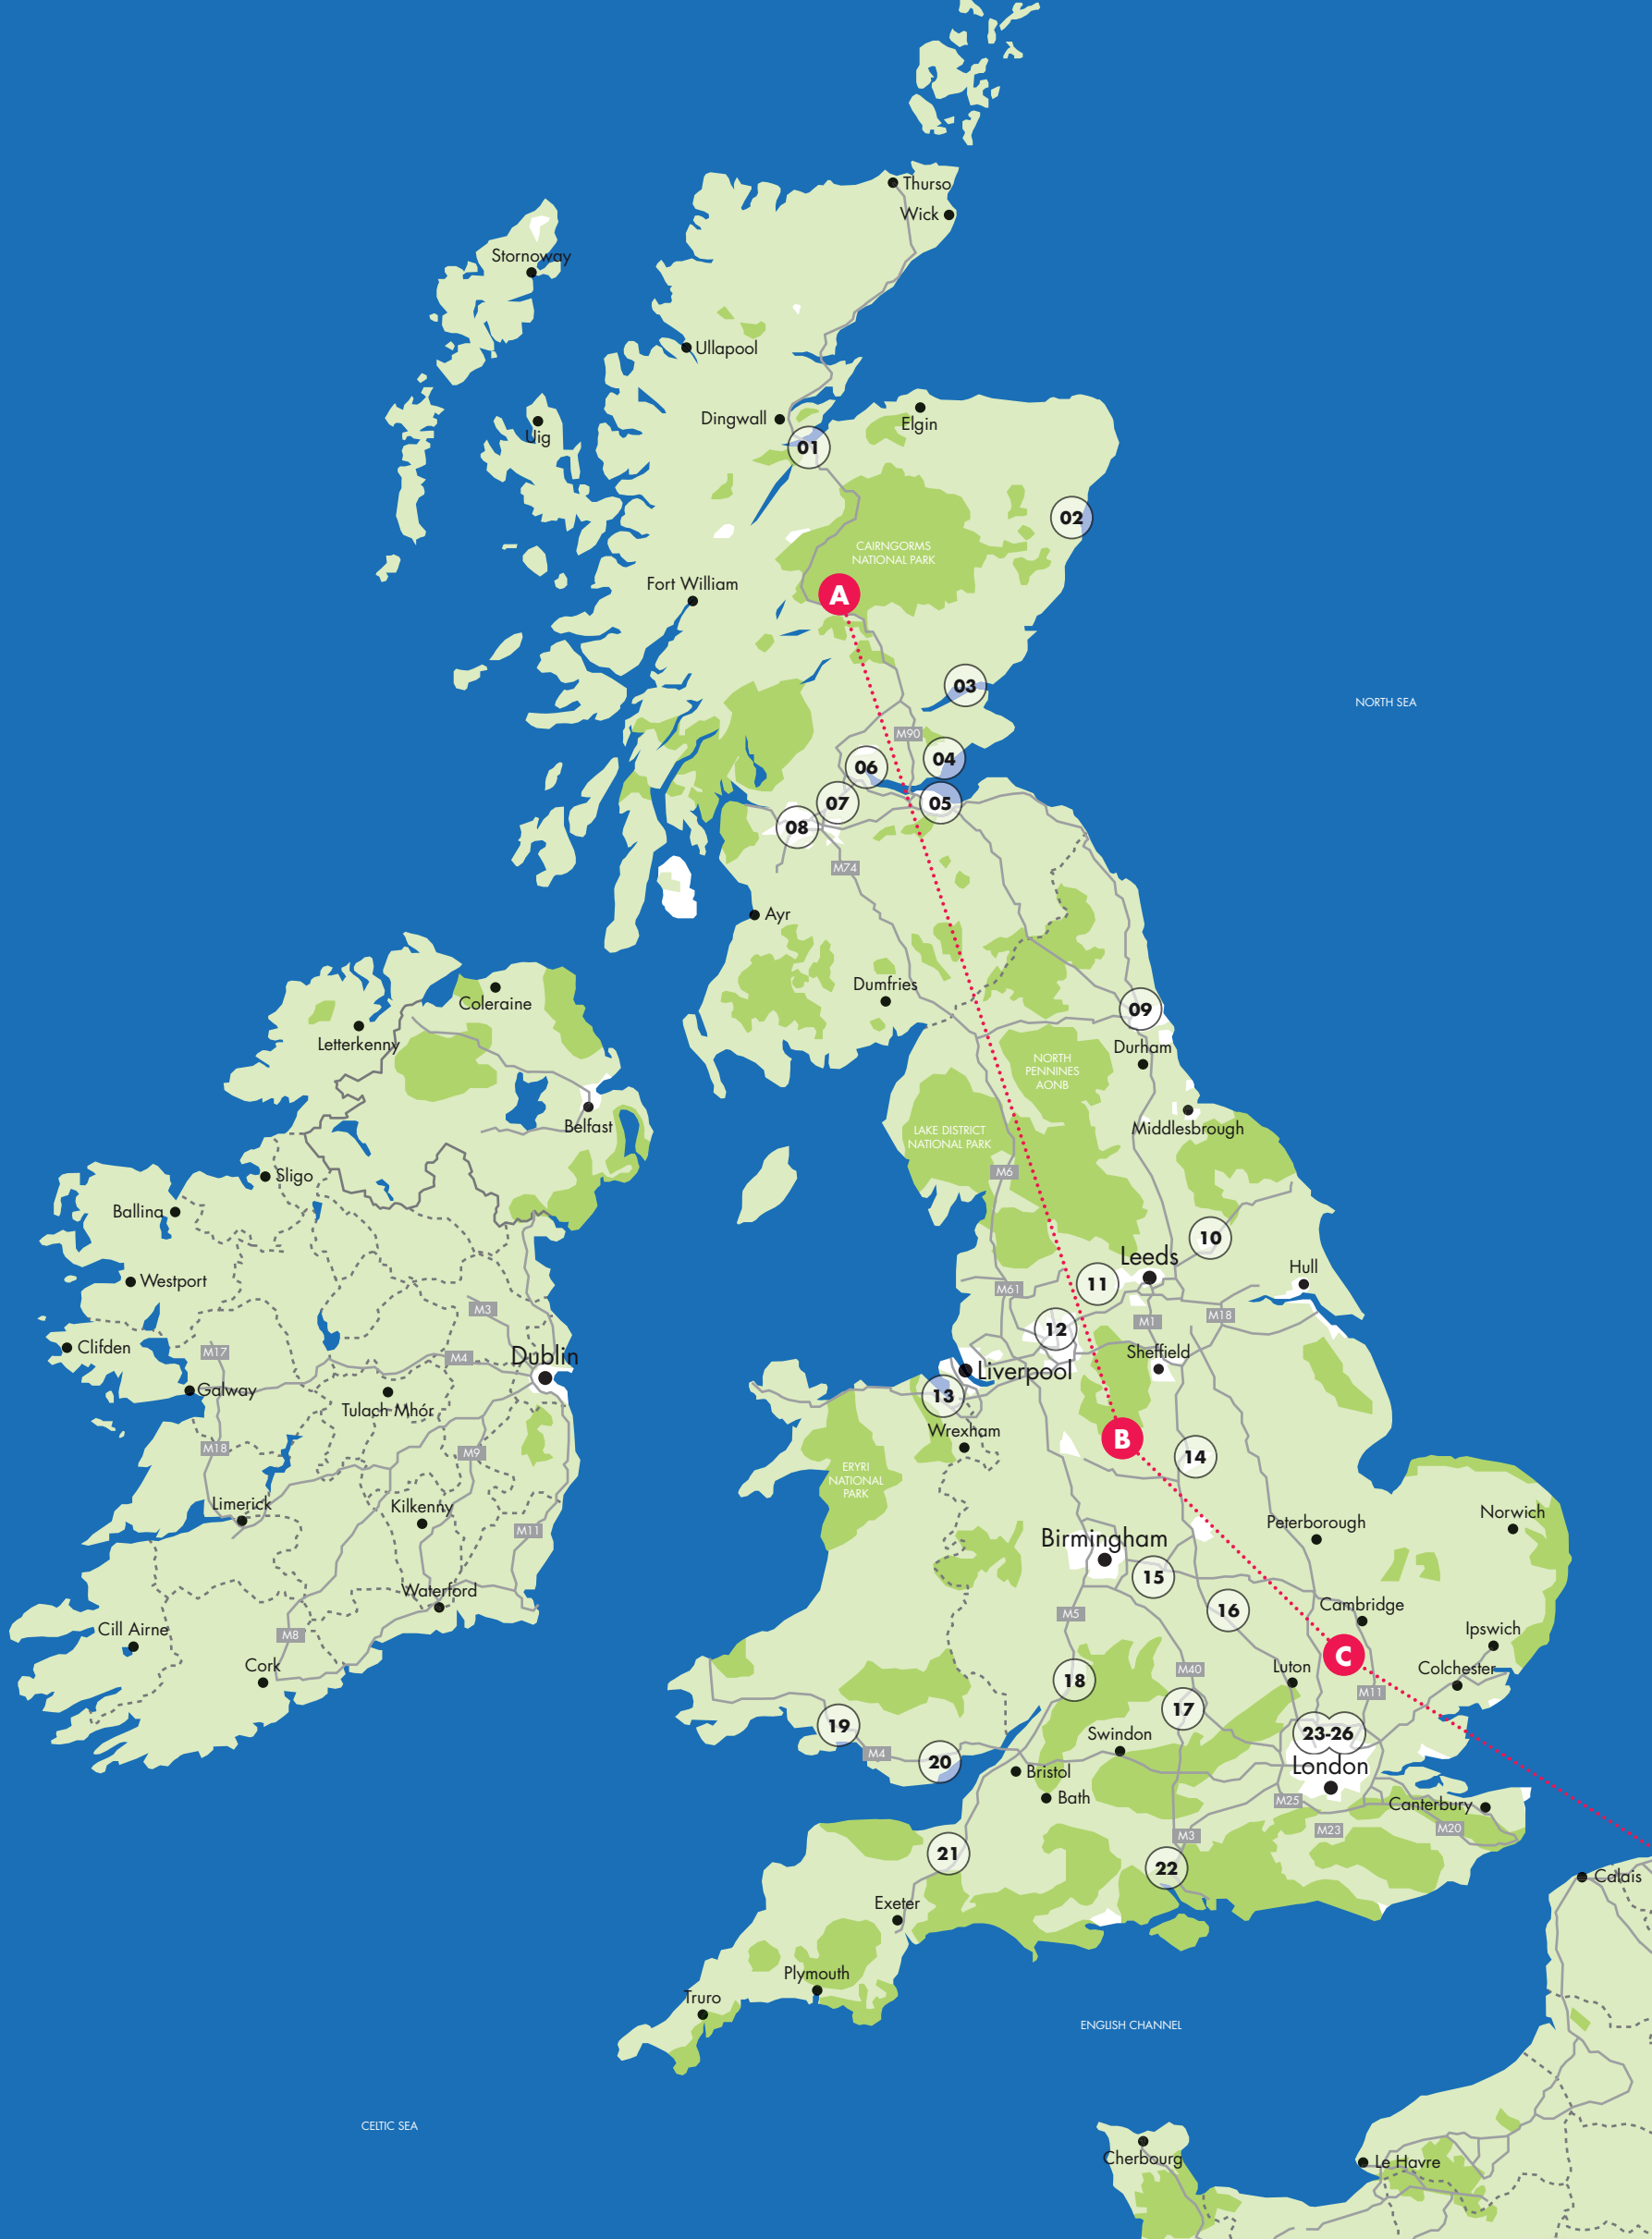 Thurso
Wick
Stornoway
Ullapool
Dingwall
Elgin
Uig
01
02
CAIRNGORMS
NATIONAL PARK
Fort William
A
03
NORTH SEA
M90
04
06
05
07
08
M74
Ayr
Dumfries
Coleraine
09
Letterkenny
Durham
NORTH
PENNINES
AONB
Belfast
Middlesbrough
LAKE DISTRICT
NATIONAL PARK
M6
Sligo
Ballina
10
Leeds
Westport
11
Hull
M61
M3
M18
M1
12
Clifden
M17
M4
Dublin
Sheffield
Liverpool
Galway
13
Tulach Mhór
Wrexham
B
M18
M9
14
ERYRI
NATIONAL
PARK
Limerick
Kilkenny
Norwich
Peterborough
M11
Birmingham
15
Waterford
Cambridge
16
M5
Cill Airne
M8
Ipswich
C
Cork
Luton
Colchester
M40
18
M11
17
19
23-26
Swindon
M4
20
Bristol
London
Bath
M25
Canterbury
M23
M20
M3
21
22
Calais
Exeter
Plymouth
Truro
ENGLISH CHANNEL
CELTIC SEA
Cherbourg
Le Havre